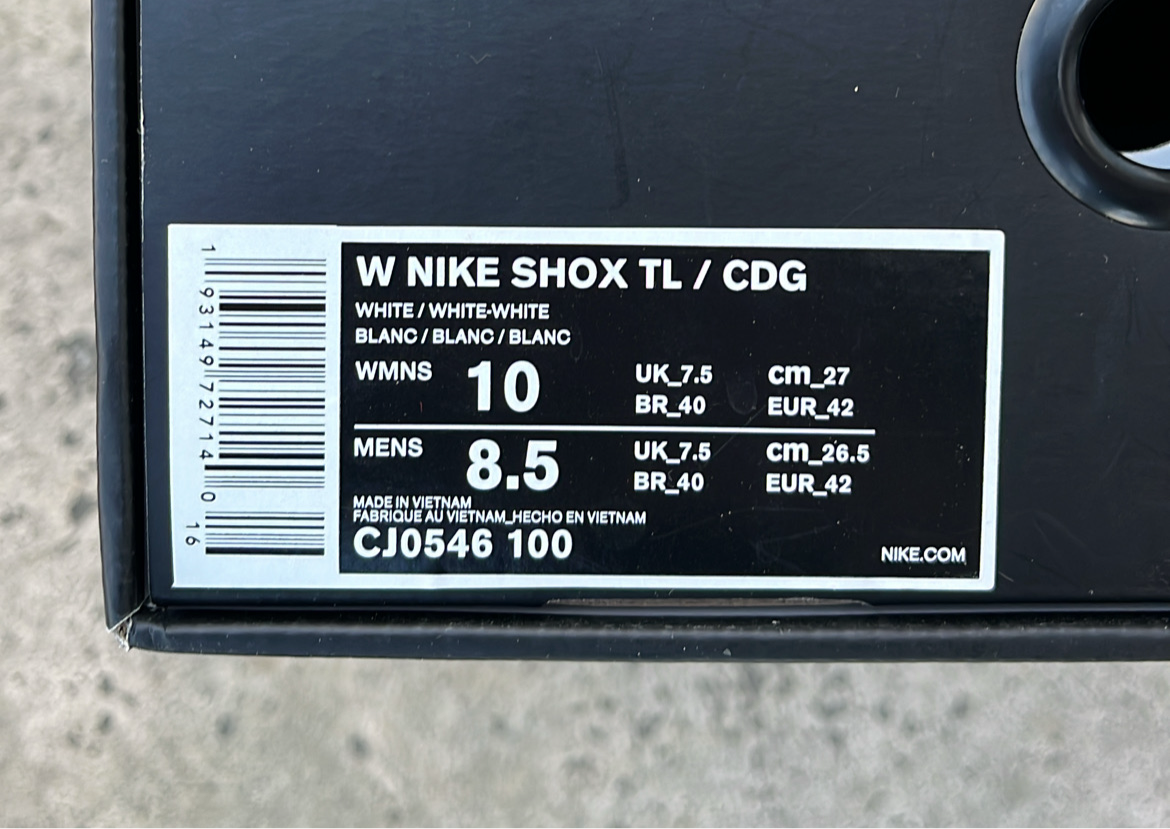 1 93149 72714 0
16
W NIKE SHOX TL / CDG
WHITE / WHITE-WHITE
BLANC / BLANC / BLANC
WMNS 10 UK_7.5 cm_27
BR_40 EUR_42
MENS 8.5 UK_7.5 cm_26.5
BR_40 EUR_42
MADE IN VIETNAM
FABRIQUE AU VIETNAM_HECHO EN VIETNAM
CJ0546 100
NIKE.COM